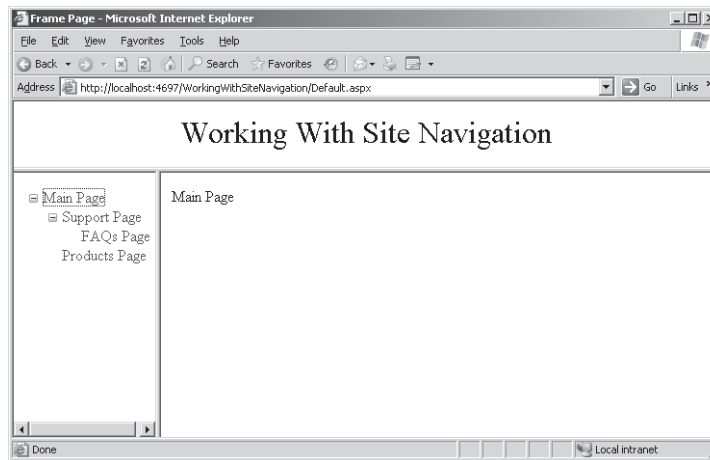 Frame Page - Microsoft Internet Explorer
File Edit View Favorites Tools Help
Back Search Favorites
Address http://localhost:4697/WorkingWithSiteNavigation/Default.aspx Go Links »
Working With Site Navigation
Main Page
Support Page
FAQs Page
Products Page
Main Page
Done Local intranet